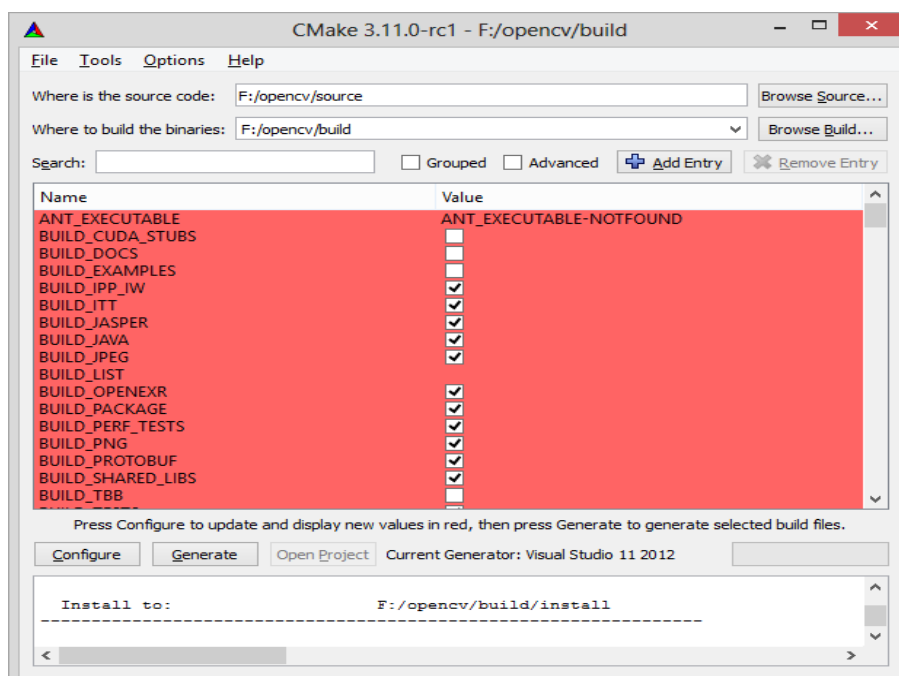 CMake 3.11.0-rc1 - F:/opencv/build
File Tools Options Help
Where is the source code: F:/opencv/source Browse Source...
Where to build the binaries: F:/opencv/build Browse Build...
Search: Grouped Advanced Add Entry Remove Entry
Name Value
ANT_EXECUTABLE ANT_EXECUTABLE-NOTFOUND
BUILD_CUDA_STUBS
BUILD_DOCS
BUILD_EXAMPLES
BUILD_IPP_IW
BUILD_ITT
BUILD_JASPER
BUILD_JAVA
BUILD_JPEG
BUILD_LIST
BUILD_OPENEXR
BUILD_PACKAGE
BUILD_PERF_TESTS
BUILD_PNG
BUILD_PROTOBUF
BUILD_SHARED_LIBS
BUILD_TBB
Press Configure to update and display new values in red, then press Generate to generate selected build files.
Configure Generate Open Project Current Generator: Visual Studio 11 2012
Install to: F:/opencv/build/install
-----------------------------------------------------------------